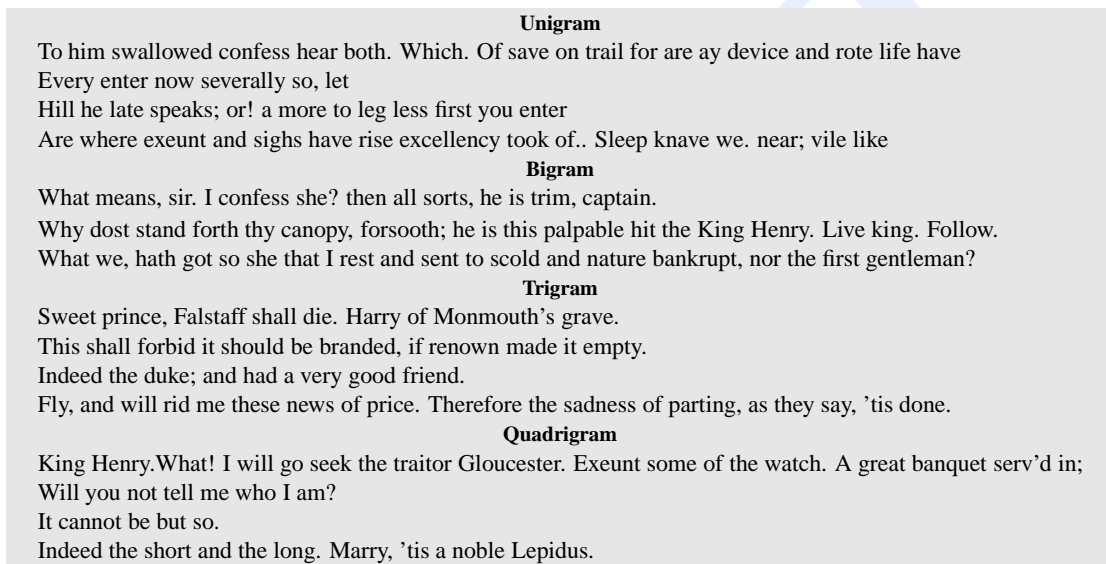 Unigram
To him swallowed confess hear both. Which. Of save on trail for are ay device and rote life have
Every enter now severally so, let
Hill he late speaks; or! a more to leg less first you enter
Are where exeunt and sighs have rise excellency took of.. Sleep knave we. near; vile like
Bigram
What means, sir. I confess she? then all sorts, he is trim, captain.
Why dost stand forth thy canopy, forsooth; he is this palpable hit the King Henry. Live king. Follow.
What we, hath got so she that I rest and sent to scold and nature bankrupt, nor the first gentleman?
Trigram
Sweet prince, Falstaff shall die. Harry of Monmouth’s grave.
This shall forbid it should be branded, if renown made it empty.
Indeed the duke; and had a very good friend.
Fly, and will rid me these news of price. Therefore the sadness of parting, as they say, ’tis done.
Quadrigram
King Henry.What! I will go seek the traitor Gloucester. Exeunt some of the watch. A great banquet serv’d in;
Will you not tell me who I am?
It cannot be but so.
Indeed the short and the long. Marry, ’tis a noble Lepidus.